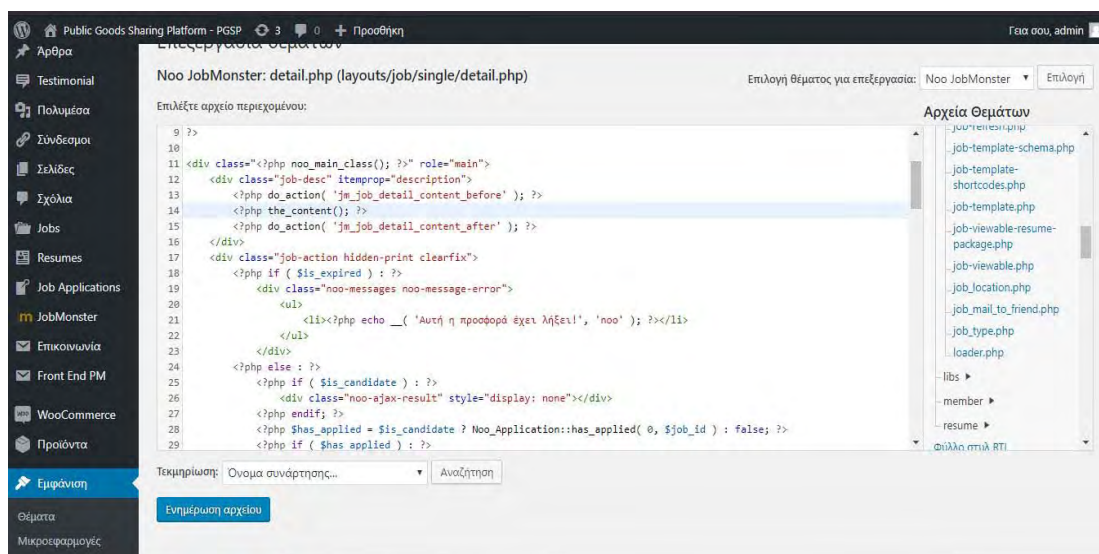 Public Goods Sharing Platform - PGSP 3 0 + Προσθήκη
Γεια σου, admin
Άρθρα
Testimonial
Πολυμέσα
Σύνδεσμοι
Σελίδες
Σχόλια
Jobs
Resumes
Job Applications
JobMonster
Επικοινωνία
Front End PM
WooCommerce
Προϊόντα
Εμφάνιση
Θέματα
Μικροεφαρμογές
Επεξεργασία θεμάτων
Noo JobMonster: detail.php (layouts/job/single/detail.php)
Επιλογή θέματος για επεξεργασία: Noo JobMonster Επιλογή
Επιλέξτε αρχείο περιεχομένου:
9 ?>
10
11 <div class="<?php noo_main_class(); ?>" role="main">
12 <div class="job-desc" itemprop="description">
13 <?php do_action( 'jm_job_detail_content_before' ); ?>
14 <?php the_content(); ?>
15 <?php do_action( 'jm_job_detail_content_after' ); ?>
16 </div>
17 <div class="job-action hidden-print clearfix">
18 <?php if ( $is_expired ) : ?>
19 <div class="noo-messages noo-message-error">
20 <ul>
21 <li><?php echo __( 'Αυτή η προσφορά έχει λήξει!', 'noo' ); ?></li>
22 </ul>
23 </div>
24 <?php else : ?>
25 <?php if ( $is_candidate ) : ?>
26 <div class="noo-ajax-result" style="display: none"></div>
27 <?php endif; ?>
28 <?php $has_applied = $is_candidate ? Noo_Application::has_applied( 0, $job_id ) : false; ?>
29 <?php if ( $has_applied ) : ?>
Αρχεία Θεμάτων
job-refresh.php
job-template-schema.php
job-template-
shortcodes.php
job-template.php
job-viewable-resume-
package.php
job-viewable.php
job_location.php
job_mail_to_friend.php
job_type.php
loader.php
libs
member
resume
Φύλλο στυλ RTL
Τεκμηρίωση: Όνομα συνάρτησης... Αναζήτηση
Ενημέρωση αρχείου